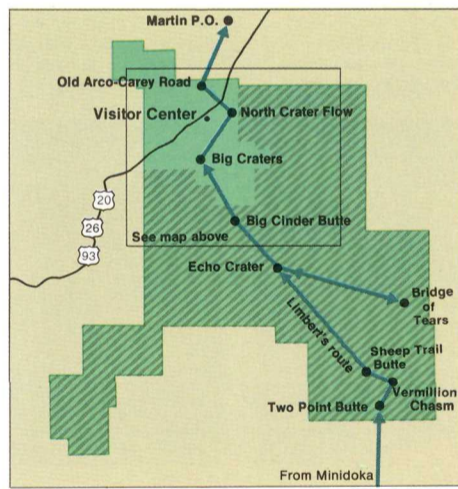 Martin P.O.
Old Arco-Carey Road
Visitor Center
North Crater Flow
Big Craters
20
26
93
Big Cinder Butte
See map above
Echo Crater
Bridge
of
Tears
Limbert's route
Sheep Trail
Butte
Vermillion
Chasm
Two Point Butte
From Minidoka